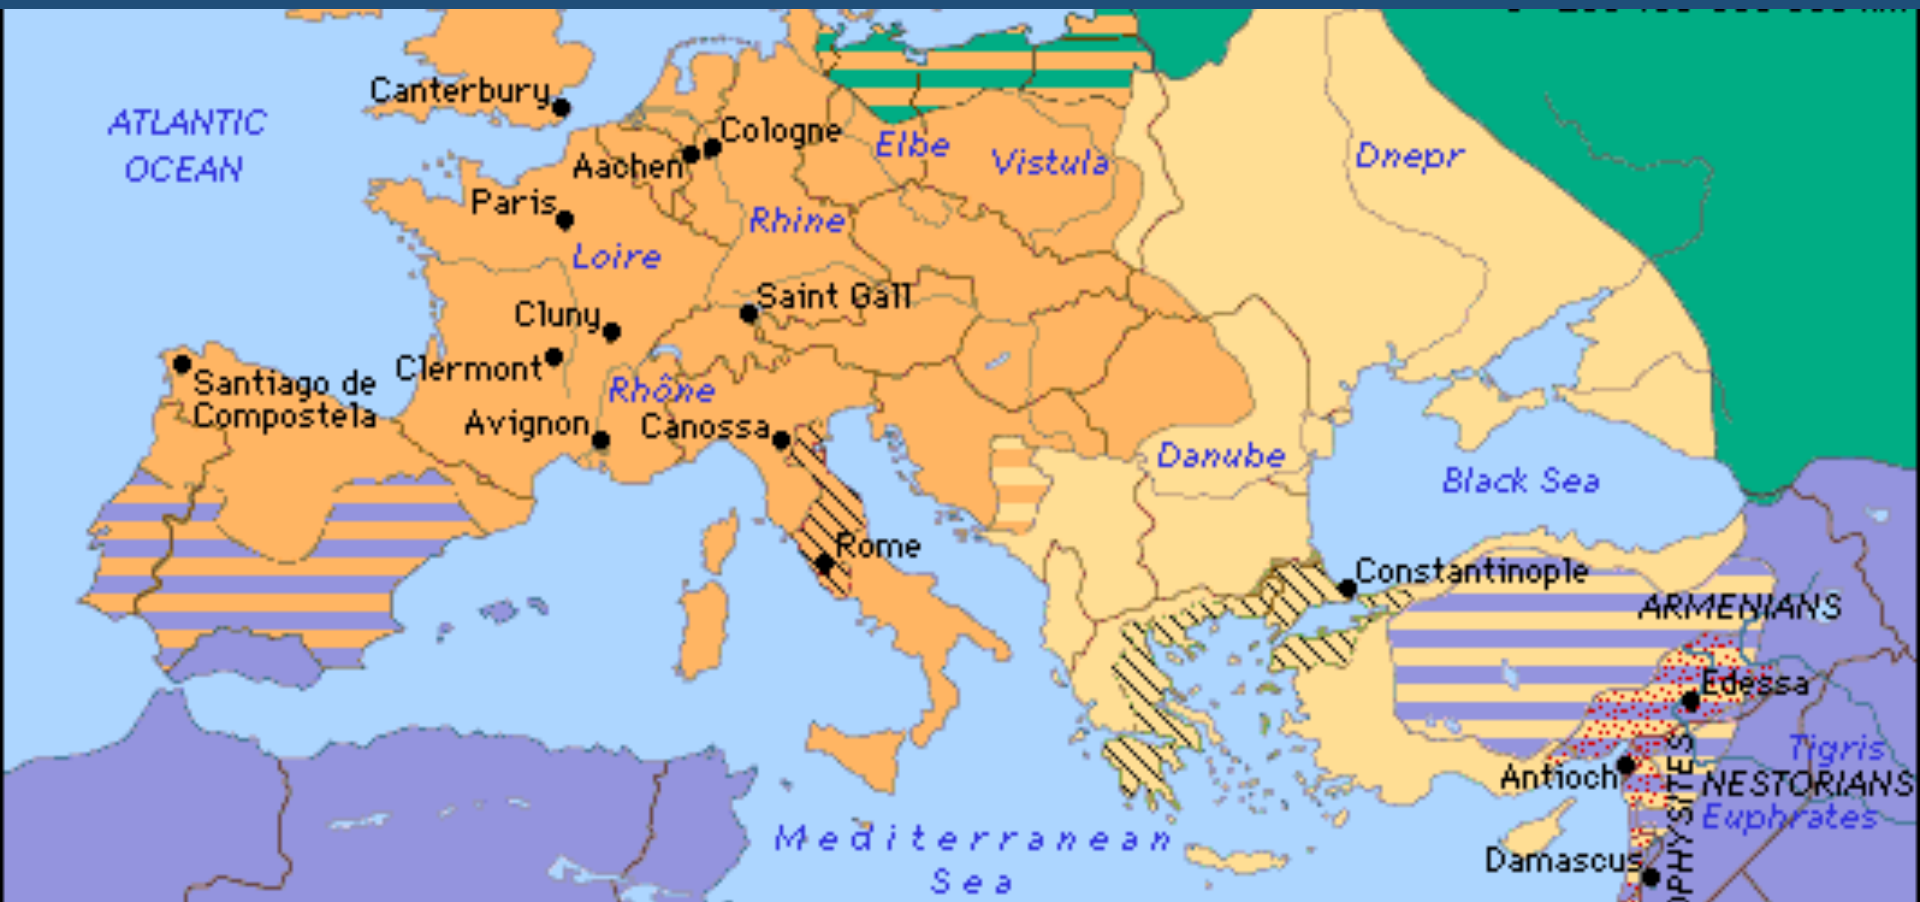 Canterbury
ATLANTIC
OCEAN
Cologne
Aachen
Elbe
Vistula
Dnepr
Paris
Rhine
Loire
Saint Gall
Cluny
Clermont
Santiago de
Compostela
Rhône
Avignon
Canossa
Danube
Black Sea
Rome
Constantinople
ARMENIANS
Edessa
Tigris
Antioch
NESTORIANS
Euphrates
Mediterranean
Sea
Damascus
OPHYSITES